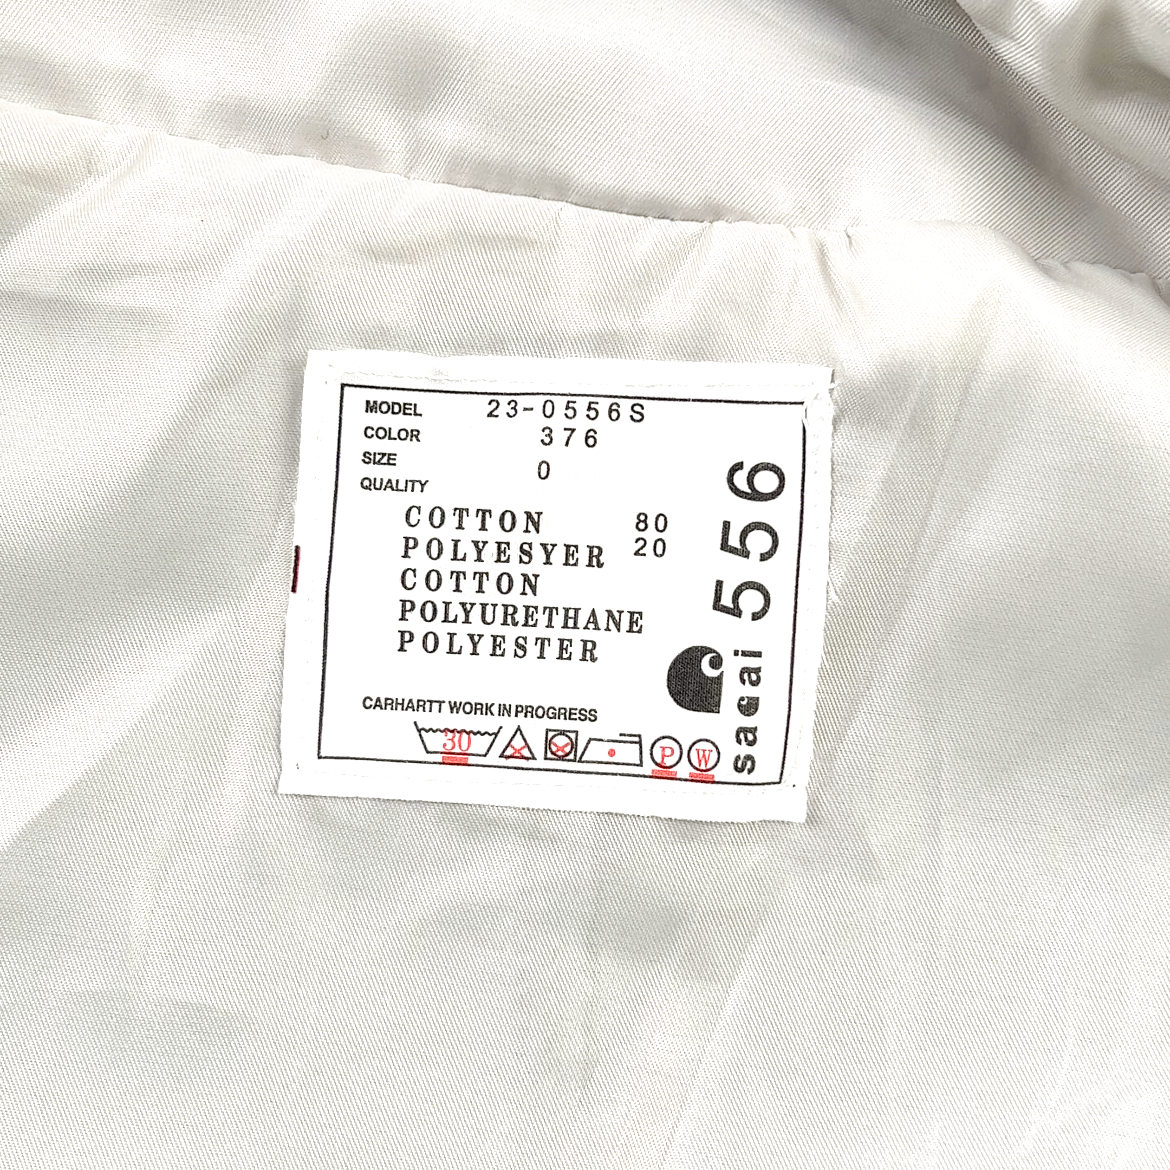 MODEL 23-0556S
COLOR 376
SIZE 0
QUALITY
COTTON 80
POLYESYER 20
COTTON
POLYURETHANE
POLYESTER
CARHARTT WORK IN PROGRESS
30 P W
sacai 556